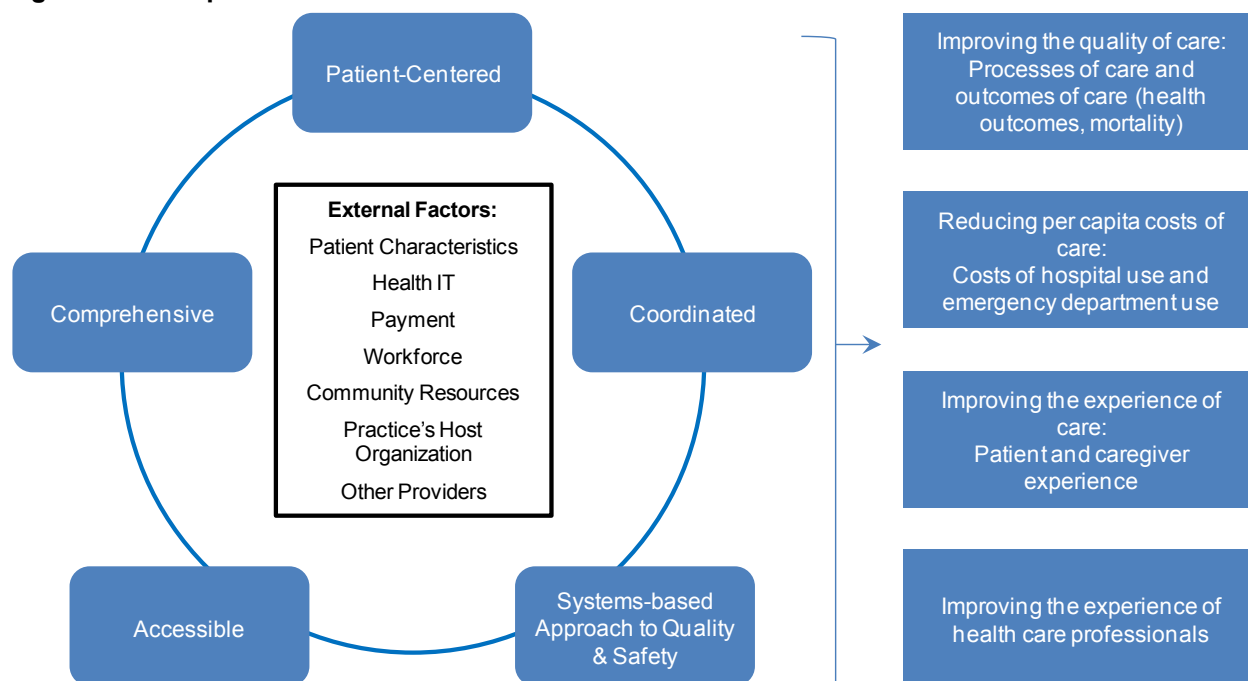 Patient-Centered
Comprehensive
External Factors:
Patient Characteristics
Health IT
Payment
Workforce
Community Resources
Practice’s Host
Organization
Other Providers
Coordinated
Accessible
Systems-based
Approach to Quality
& Safety
Improving the quality of care:
Processes of care and
outcomes of care (health
outcomes, mortality)
Reducing per capita costs of
care:
Costs of hospital use and
emergency department use
Improving the experience of
care:
Patient and caregiver
experience
Improving the experience of
health care professionals